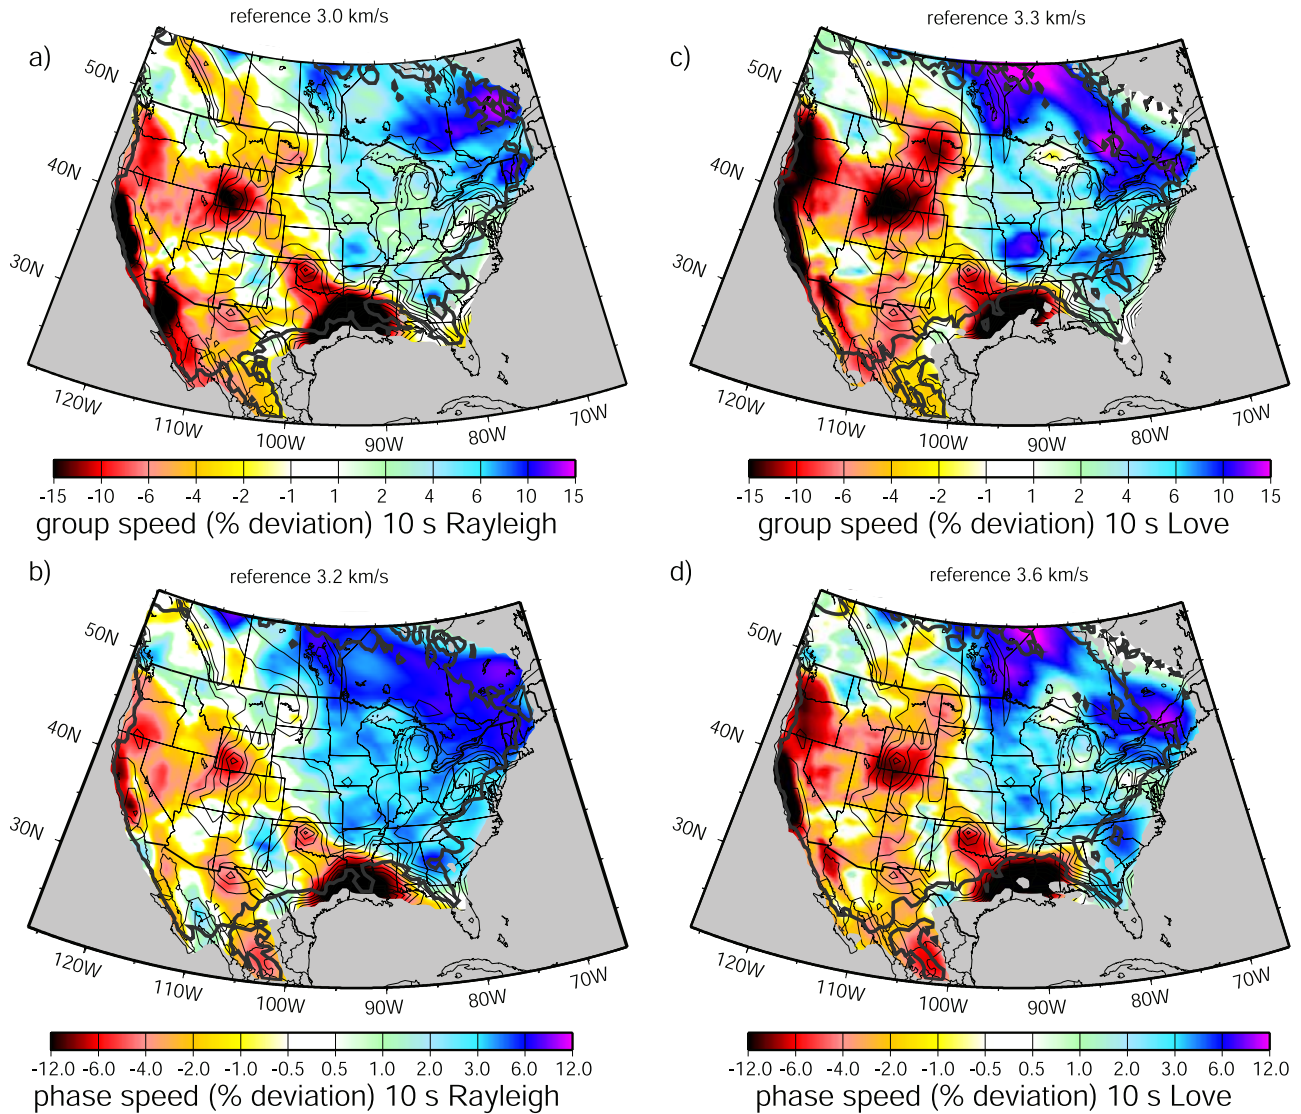 a)
reference 3.0 km/s
50N
40N
30N
120W
110W
100W
90W
80W
70W
-15 -10 -6 -4 -2 -1 1 2 4 6 10 15
group speed (% deviation) 10 s Rayleigh
c)
reference 3.3 km/s
50N
40N
30N
120W
110W
100W
90W
80W
70W
-15 -10 -6 -4 -2 -1 1 2 4 6 10 15
group speed (% deviation) 10 s Love
b)
reference 3.2 km/s
50N
40N
30N
120W
110W
100W
90W
80W
70W
-12.0 -6.0 -4.0 -2.0 -1.0 -0.5 0.5 1.0 2.0 3.0 6.0 12.0
phase speed (% deviation) 10 s Rayleigh
d)
reference 3.6 km/s
50N
40N
30N
120W
110W
100W
90W
80W
70W
-12.0 -6.0 -4.0 -2.0 -1.0 -0.5 0.5 1.0 2.0 3.0 6.0 12.0
phase speed (% deviation) 10 s Love